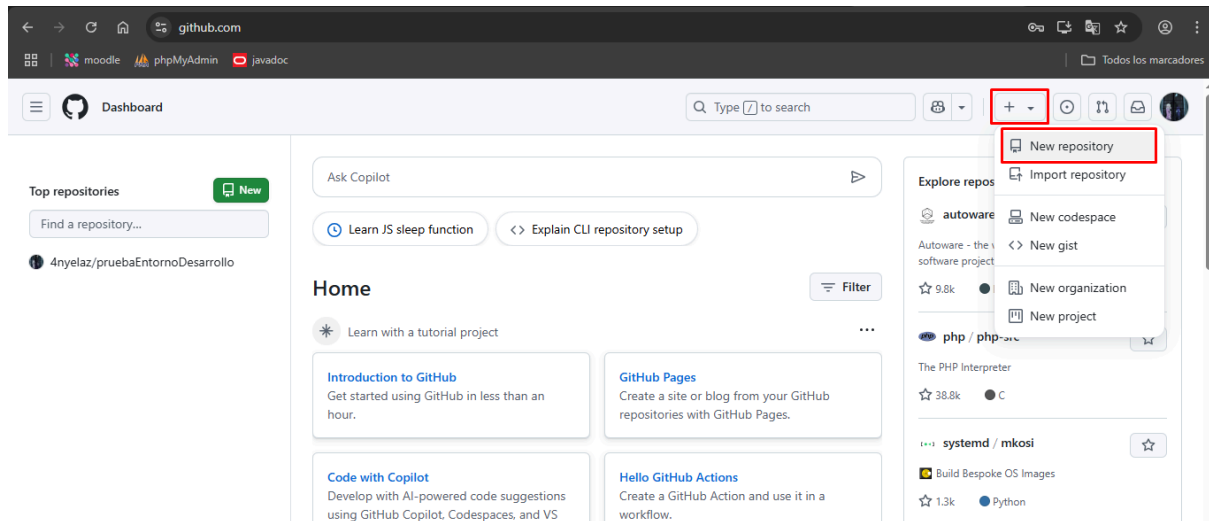 github.com
moodle
phpMyAdmin
javadoc
Todos los marcadores
Dashboard
Type / to search
New repository
Import repository
New codespace
New gist
New organization
New project
Top repositories
New
Find a repository...
4nyelaz/pruebaEntornoDesarrollo
Ask Copilot
Learn JS sleep function
<> Explain CLI repository setup
Home
Filter
Learn with a tutorial project
Introduction to GitHub
Get started using GitHub in less than an
hour.
GitHub Pages
Create a site or blog from your GitHub
repositories with GitHub Pages.
Code with Copilot
Develop with AI-powered code suggestions
using GitHub Copilot, Codespaces, and VS
Hello GitHub Actions
Create a GitHub Action and use it in a
workflow.
Explore repos
autoware
Autoware - the
software project
9.8k
php / php-src
The PHP Interpreter
38.8k
C
systemd / mkosi
Build Bespoke OS Images
1.3k
Python